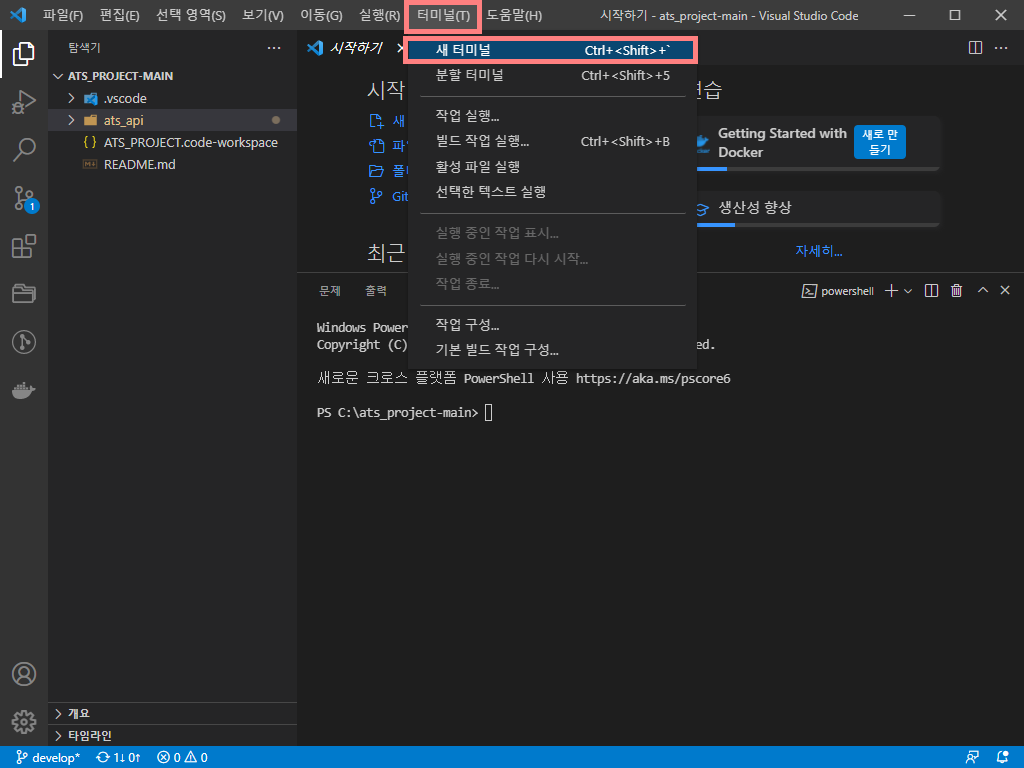 파일(F) 편집(E) 선택 영역(S) 보기(V) 이동(G) 실행(R) 터미널(T) 도움말(H) 시작하기 - ats_project-main - Visual Studio Code
탐색기
시작하기
ATS_PROJECT-MAIN
.vscode
ats_api
ATS_PROJECT.code-workspace
README.md
새 터미널 Ctrl+<Shift>+`
분할 터미널 Ctrl+<Shift>+5
작업 실행...
빌드 작업 실행... Ctrl+<Shift>+B
활성 파일 실행
선택한 텍스트 실행
실행 중인 작업 표시...
실행 중인 작업 다시 시작...
작업 종료...
작업 구성...
기본 빌드 작업 구성...
시작
새
Git
최근
Getting Started with
Docker
새로 만
들기
생산성 향상
자세히...
문제 출력
powershell
Windows Power
Copyright (C) ed.
새로운 크로스 플랫폼 PowerShell 사용 https://aka.ms/pscore6
PS C:\ats_project-main>
개요
타임라인
1
develop* 1↓ 0↑ 0 0